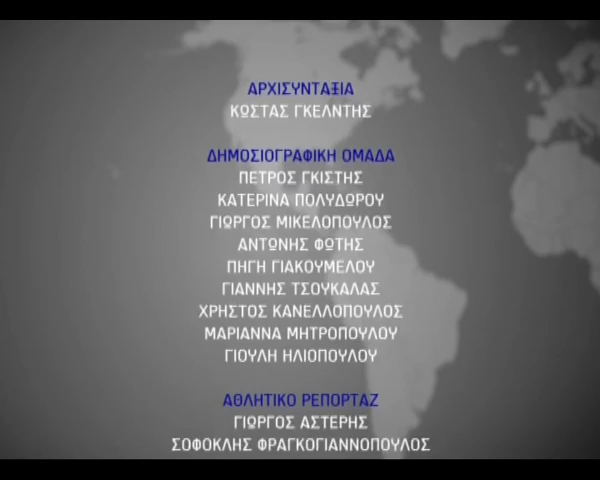 ΑΡΧΙΣΥΝΤΑΞΙΑ
ΚΩΣΤΑΣ ΓΚΕΛΝΤΗΣ
ΔΗΜΟΣΙΟΓΡΑΦΙΚΗ ΟΜΑΔΑ
ΠΕΤΡΟΣ ΓΚΙΣΤΗΣ
ΚΑΤΕΡΙΝΑ ΠΟΛΥΔΩΡΟΥ
ΓΙΩΡΓΟΣ ΜΙΚΕΛΟΠΟΥΛΟΣ
ΑΝΤΩΝΗΣ ΦΩΤΗΣ
ΠΗΓΗ ΓΙΑΚΟΥΜΕΛΟΥ
ΓΙΑΝΝΗΣ ΤΣΟΥΚΑΛΑΣ
ΧΡΗΣΤΟΣ ΚΑΝΕΛΛΟΠΟΥΛΟΣ
ΜΑΡΙΑΝΝΑ ΜΗΤΡΟΠΟΥΛΟΥ
ΓΙΟΥΛΗ ΗΛΙΟΠΟΥΛΟΥ
ΑΘΛΗΤΙΚΟ ΡΕΠΟΡΤΑΖ
ΓΙΩΡΓΟΣ ΑΣΤΕΡΗΣ
ΣΟΦΟΚΛΗΣ ΦΡΑΓΚΟΓΙΑΝΝΟΠΟΥΛΟΣ